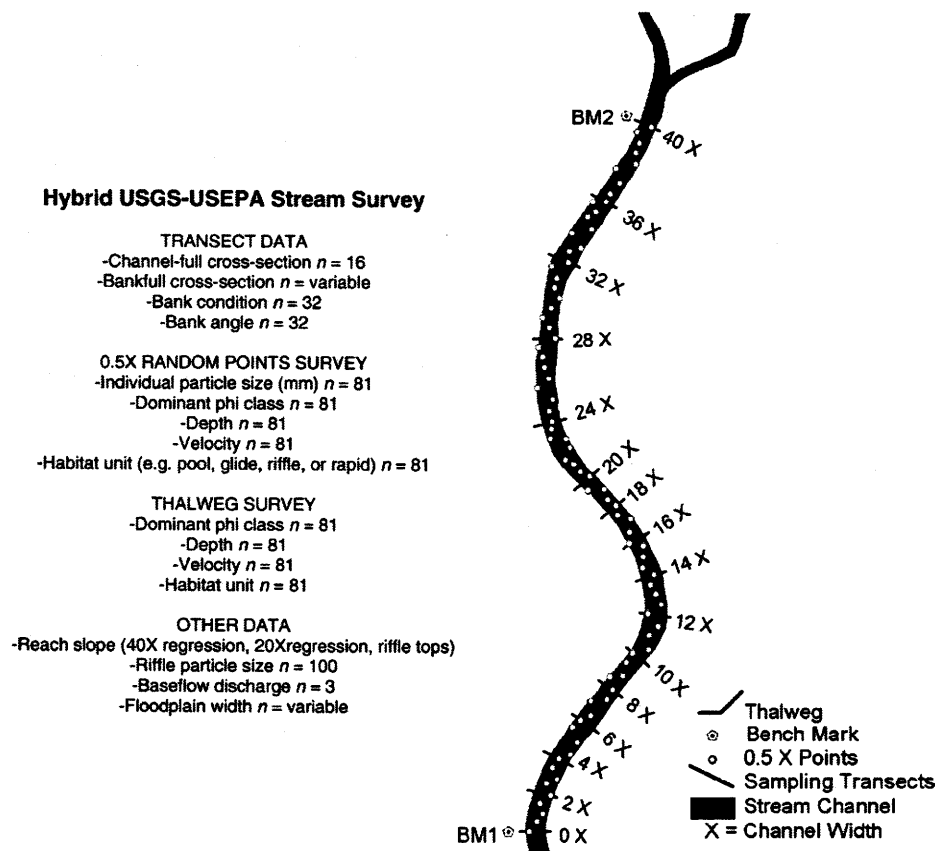 Hybrid USGS-USEPA Stream Survey
TRANSECT DATA
-Channel-full cross-section n = 16
-Bankfull cross-section n = variable
-Bank condition n = 32
-Bank angle n = 32
0.5X RANDOM POINTS SURVEY
-Individual particle size (mm) n = 81
-Dominant phi class n = 81
-Depth n = 81
-Velocity n = 81
-Habitat unit (e.g. pool, glide, riffle, or rapid) n = 81
THALWEG SURVEY
-Dominant phi class n = 81
-Depth n = 81
-Velocity n = 81
-Habitat unit n = 81
OTHER DATA
-Reach slope (40X regression, 20Xregression, riffle tops)
-Riffle particle size n = 100
-Baseflow discharge n = 3
-Floodplain width n = variable
BM2
40 X
36 X
32 X
28 X
24 X
20 X
18 X
16 X
14 X
12 X
10 X
8 X
6 X
4 X
2 X
BM1
0 X
Thalweg
Bench Mark
0.5 X Points
Sampling Transects
Stream Channel
X = Channel Width